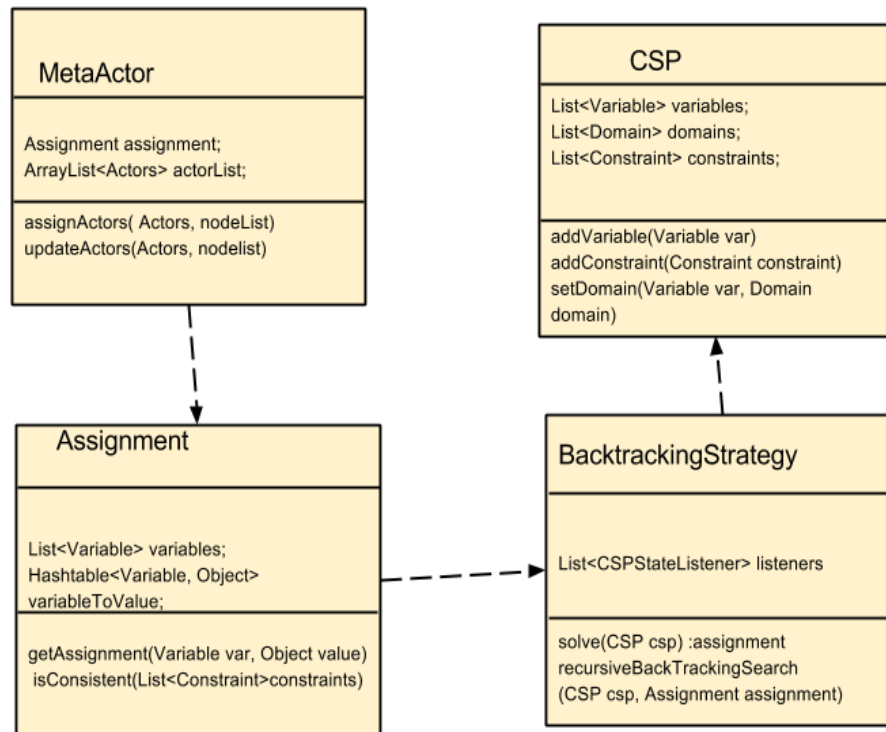 MetaActor
Assignment assignment;
ArrayList<Actors> actorList;
assignActors( Actors, nodeList)
updateActors(Actors, nodelist)
CSP
List<Variable> variables;
List<Domain> domains;
List<Constraint> constraints;
addVariable(Variable var)
addConstraint(Constraint constraint)
setDomain(Variable var, Domain
domain)
Assignment
List<Variable> variables;
Hashtable<Variable, Object>
variableToValue;
getAssignment(Variable var, Object value)
isConsistent(List<Constraint>constraints)
BacktrackingStrategy
List<CSPStateListener> listeners
solve(CSP csp) :assignment
recursiveBackTrackingSearch
(CSP csp, Assignment assignment)